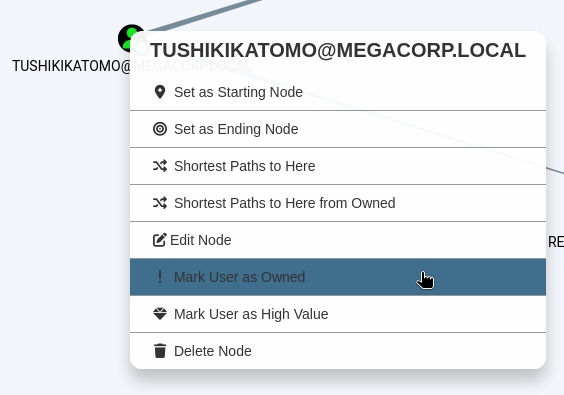 TUSHIKIKATOMO@MEGACORP.LOCAL
TUSHIKIKATOMO@MEGACORP.LOCAL
Set as Starting Node
Set as Ending Node
Shortest Paths to Here
Shortest Paths to Here from Owned
Edit Node
RE
Mark User as Owned
Mark User as High Value
Delete Node